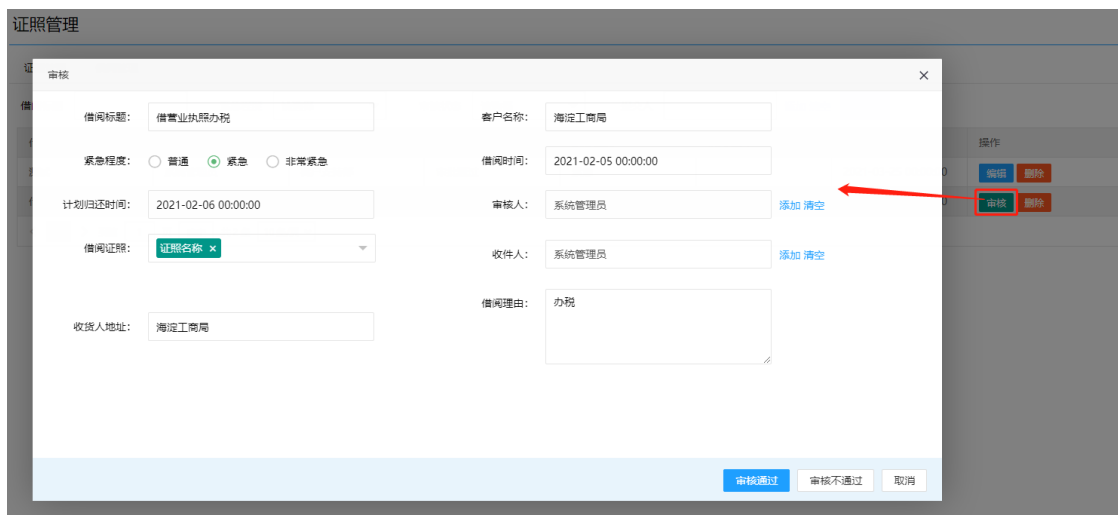 证照管理
审核
借阅标题： 借营业执照办税 客户名称： 海淀工商局
紧急程度： 普通 紧急 非常紧急 借阅时间： 2021-02-05 00:00:00
计划归还时间： 2021-02-06 00:00:00 审核人： 系统管理员 添加 清空
借阅证照： 证照名称 × 收件人： 系统管理员 添加 清空
收货人地址： 海淀工商局 借阅理由： 办税
审核通过 审核不通过 取消
操作
编辑 删除
审核 删除